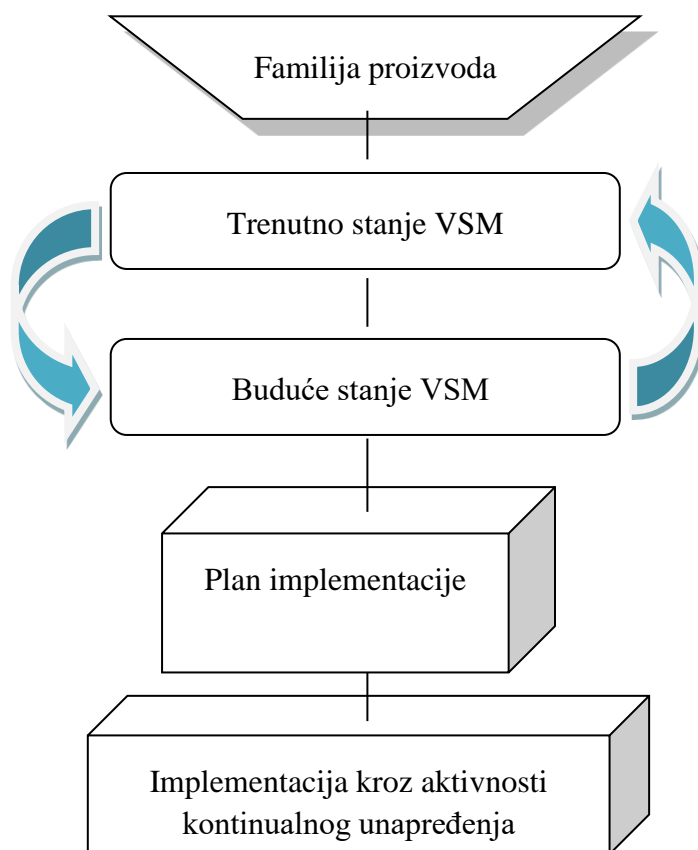 Familija proizvoda
Trenutno stanje VSM
Buduće stanje VSM
Plan implementacije
Implementacija kroz aktivnosti
kontinualnog unapređenja